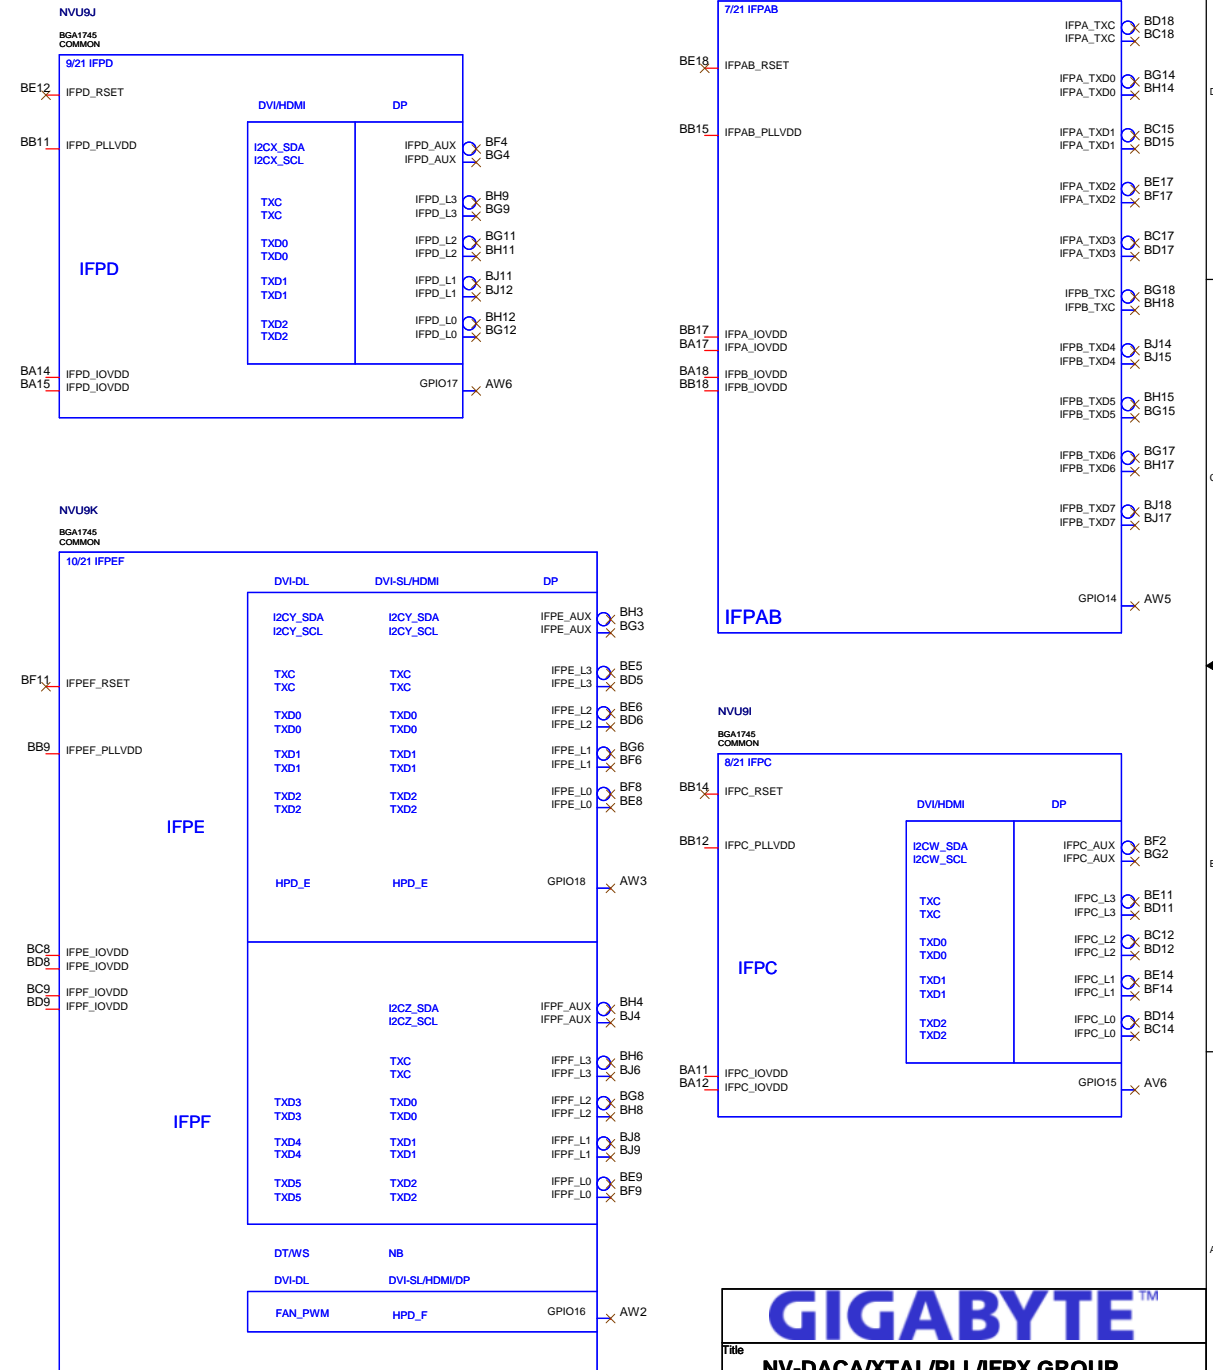 NVU9J
BGA1745
COMMON
9/21 IFPD
BE12 IFPD_RSET
DVI/HDMI DP
BB11 IFPD_PLLVDD
I2CX_SDA IFPD_AUX BF4
I2CX_SCL IFPD_AUX BG4
TXC IFPD_L3 BH9
TXC IFPD_L3 BG9
TXD0 IFPD_L2 BG11
TXD0 IFPD_L2 BH11
IFPD
TXD1 IFPD_L1 BJ11
TXD1 IFPD_L1 BJ12
TXD2 IFPD_L0 BH12
TXD2 IFPD_L0 BG12
BA14 IFPD_IOVDD
BA15 IFPD_IOVDD
GPIO17 AW6
NVU9K
BGA1745
COMMON
10/21 IFPEF
DVI-DL DVI-SL/HDMI DP
I2CY_SDA I2CY_SDA IFPE_AUX BH3
I2CY_SCL I2CY_SCL IFPE_AUX BG3
BF11 IFPEF_RSET
TXC TXC IFPE_L3 BE5
TXC TXC IFPE_L3 BD5
TXD0 TXD0 IFPE_L2 BE6
TXD0 TXD0 IFPE_L2 BD6
BB9 IFPEF_PLLVDD
TXD1 TXD1 IFPE_L1 BG6
TXD1 TXD1 IFPE_L1 BF6
TXD2 TXD2 IFPE_L0 BF8
TXD2 TXD2 IFPE_L0 BE8
IFPE
HPD_E HPD_E GPIO18 AW3
BC8 IFPE_IOVDD
BD8 IFPE_IOVDD
BC9 IFPF_IOVDD
BD9 IFPF_IOVDD
I2CZ_SDA IFPF_AUX BH4
I2CZ_SCL IFPF_AUX BJ4
TXC IFPF_L3 BH6
TXC IFPF_L3 BJ6
IFPF
TXD3 TXD0 IFPF_L2 BG8
TXD3 TXD0 IFPF_L2 BH8
TXD4 TXD1 IFPF_L1 BJ8
TXD4 TXD1 IFPF_L1 BJ9
TXD5 TXD2 IFPF_L0 BE9
TXD5 TXD2 IFPF_L0 BF9
DT/WS NB
DVI-DL DVI-SL/HDMI/DP
FAN_PWM HPD_F GPIO16 AW2
7/21 IFPAB
IFPA_TXC BD18
IFPA_TXC BC18
BE18 IFPAB_RSET
IFPA_TXD0 BG14
IFPA_TXD0 BH14
BB15 IFPAB_PLLVDD
IFPA_TXD1 BC15
IFPA_TXD1 BD15
IFPA_TXD2 BE17
IFPA_TXD2 BF17
IFPA_TXD3 BC17
IFPA_TXD3 BD17
IFPB_TXC BG18
IFPB_TXC BH18
BB17 IFPA_IOVDD
BA17 IFPA_IOVDD
IFPB_TXD4 BJ14
IFPB_TXD4 BJ15
BA18 IFPB_IOVDD
BB18 IFPB_IOVDD
IFPB_TXD5 BH15
IFPB_TXD5 BG15
IFPB_TXD6 BG17
IFPB_TXD6 BH17
IFPB_TXD7 BJ18
IFPB_TXD7 BJ17
GPIO14 AW5
IFPAB
NVU9I
BGA1745
COMMON
8/21 IFPC
BB14 IFPC_RSET
DVI/HDMI DP
BB12 IFPC_PLLVDD
I2CW_SDA IFPC_AUX BF2
I2CW_SCL IFPC_AUX BG2
TXC IFPC_L3 BE11
TXC IFPC_L3 BD11
TXD0 IFPC_L2 BC12
TXD0 IFPC_L2 BD12
IFPC
TXD1 IFPC_L1 BE14
TXD1 IFPC_L1 BF14
TXD2 IFPC_L0 BD14
TXD2 IFPC_L0 BC14
BA11 IFPC_IOVDD
BA12 IFPC_IOVDD
GPIO15 AV6
GIGABYTE™
Title
NV-DACA/XTAL/PLL/IFPX GROUP